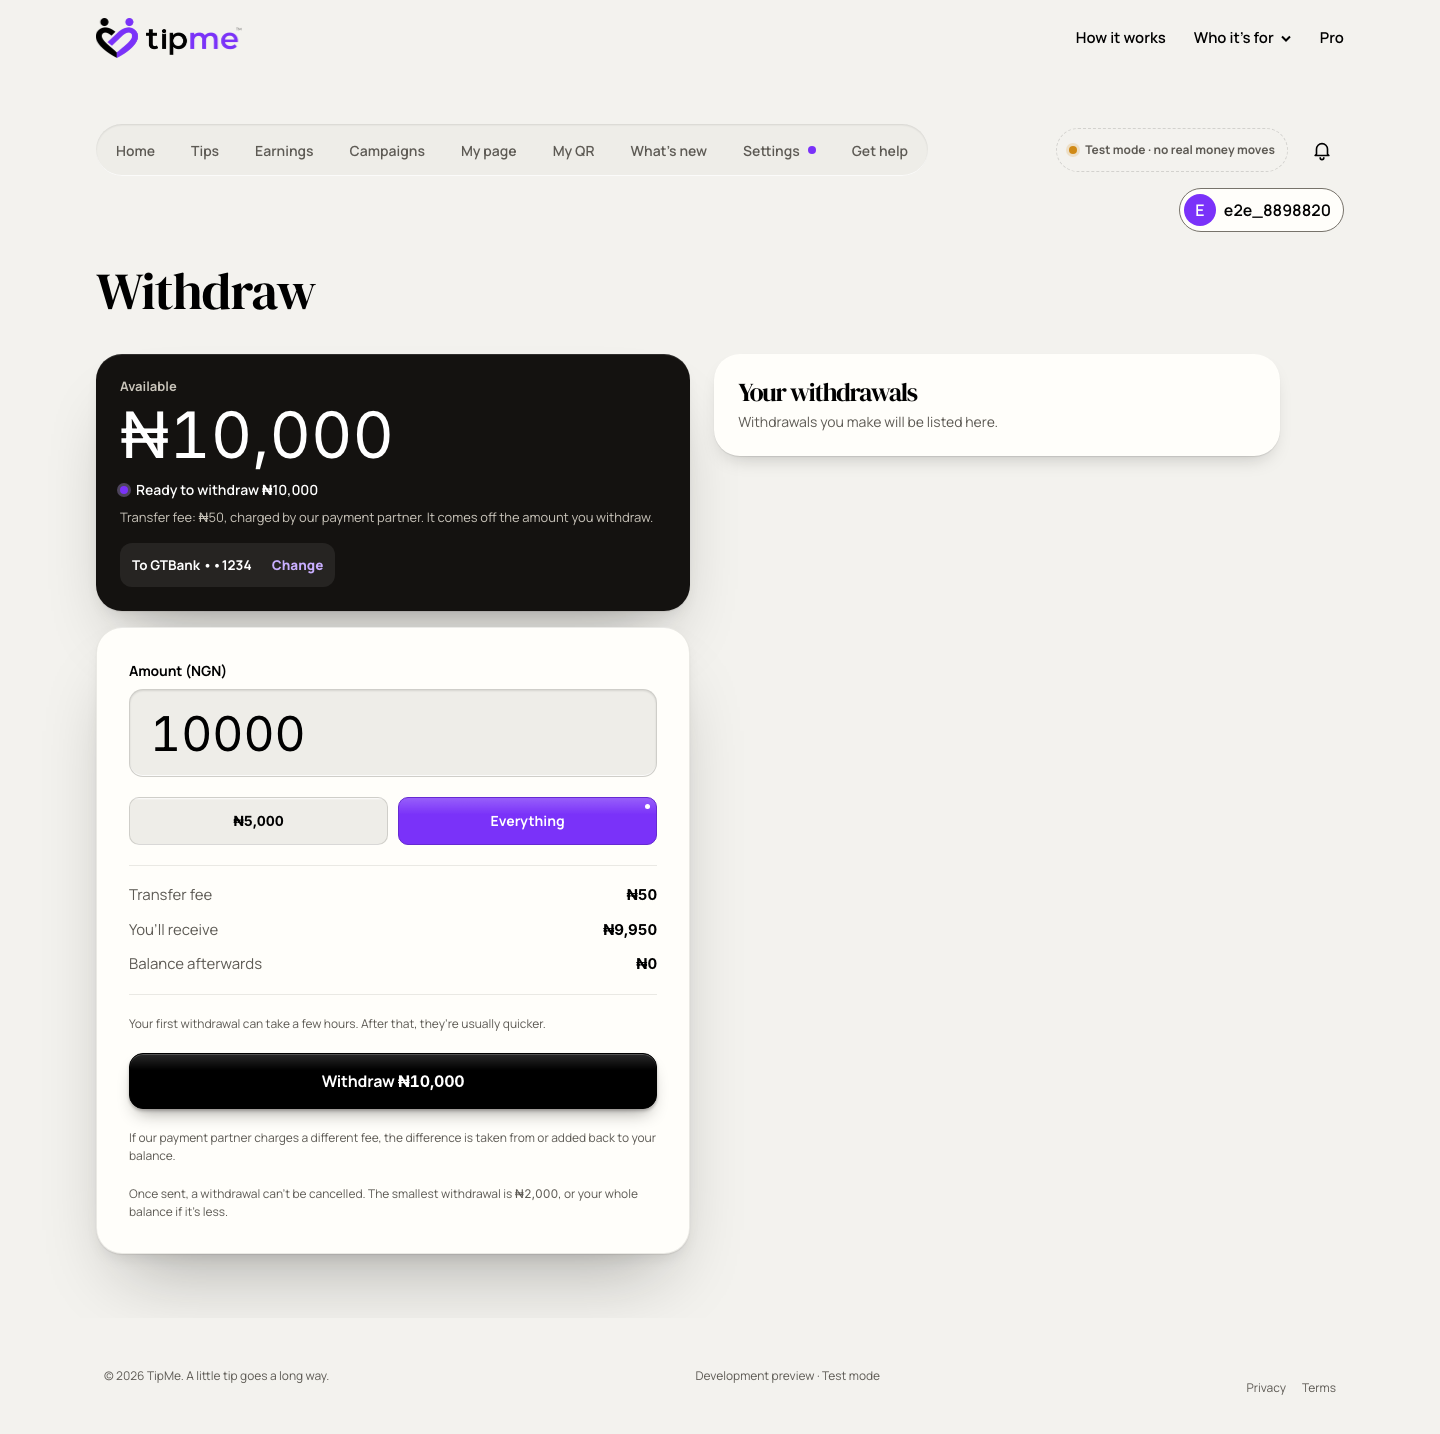 tipme™
How it works
Who it's for
Pro
Home
Tips
Earnings
Campaigns
My page
My QR
What's new
Settings
Get help
Test mode · no real money moves
E
e2e_8898820
Withdraw
Available
₦10,000
Ready to withdraw ₦10,000
Transfer fee: ₦50, charged by our payment partner. It comes off the amount you withdraw.
To GTBank ••1234
Change
Your withdrawals
Withdrawals you make will be listed here.
Amount (NGN)
10000
₦5,000
Everything
Transfer fee
₦50
You'll receive
₦9,950
Balance afterwards
₦0
Your first withdrawal can take a few hours. After that, they're usually quicker.
Withdraw ₦10,000
If our payment partner charges a different fee, the difference is taken from or added back to your
balance.
Once sent, a withdrawal can't be cancelled. The smallest withdrawal is ₦2,000, or your whole
balance if it's less.
© 2026 TipMe. A little tip goes a long way.
Development preview · Test mode
Privacy
Terms